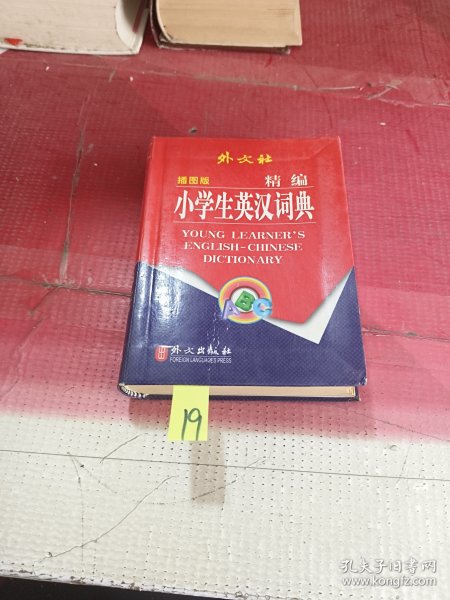 外文社
插图版
精编
小学生英汉词典
YOUNG LEARNER'S
ENGLISH-CHINESE
DICTIONARY
ABC
外文出版社
FOREIGN LANGUAGES PRESS
19
孔夫子旧书网
www.kongfz.com